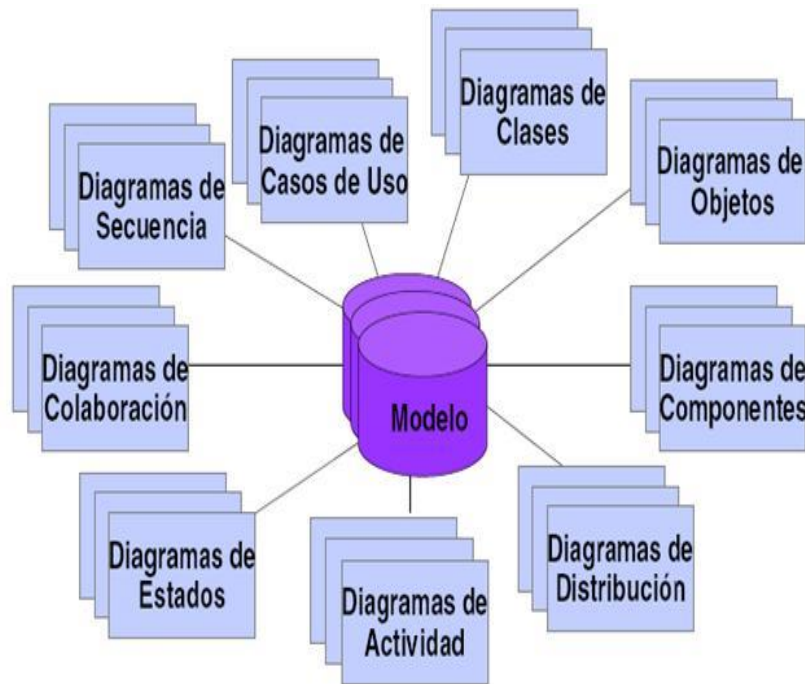 Diagramas de
Clases
Diagramas de
Casos de Uso
Diagramas de
Objetos
Diagramas de
Secuencia
Diagramas de
Colaboración
Modelo
Diagramas de
Componentes
Diagramas de
Estados
Diagramas de
Actividad
Diagramas de
Distribución